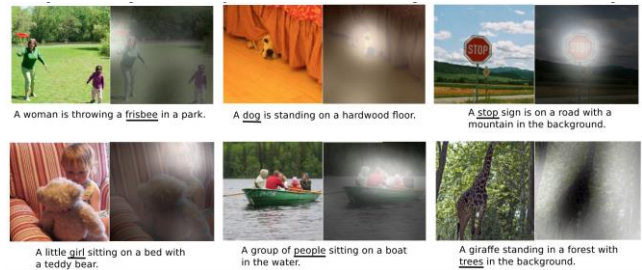 STOP
A woman is throwing a frisbee in a park.
A dog is standing on a hardwood floor.
A stop sign is on a road with a
mountain in the background.
A little girl sitting on a bed with
a teddy bear.
A group of people sitting on a boat
in the water.
A giraffe standing in a forest with
trees in the background.